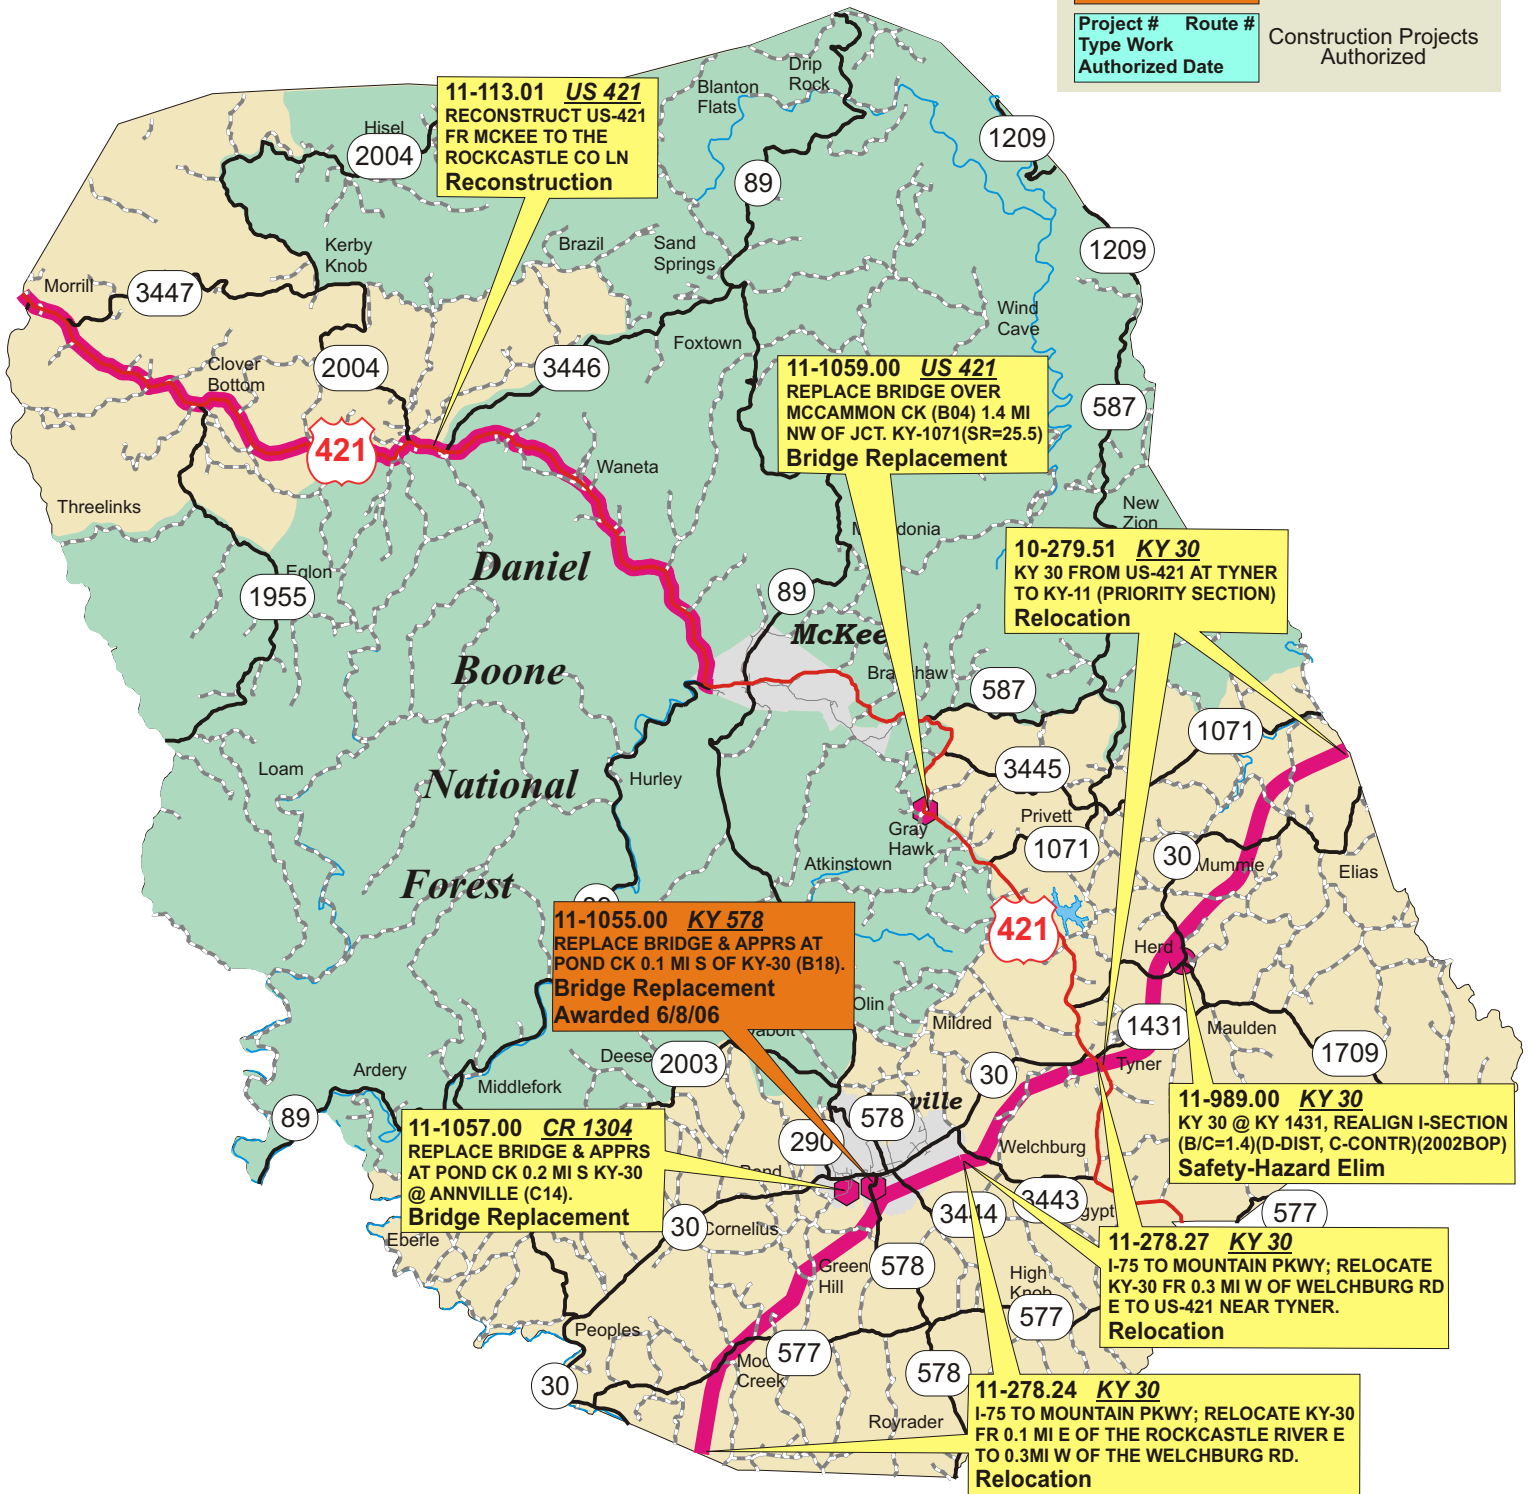 Project # Route #
Type Work
Authorized Date
Construction Projects
Authorized
11-113.01 US 421
RECONSTRUCT US-421
FR MCKEE TO THE
ROCKCASTLE CO LN
Reconstruction
Drip
Rock
Blanton
Flats
Hisel
2004
1209
89
1209
Kerby
Knob
Brazil
Sand
Springs
Morrill
3447
Wind
Cave
Foxtown
Clover
Bottom
2004
3446
11-1059.00 US 421
REPLACE BRIDGE OVER
MCCAMMON CK (B04) 1.4 MI
NW OF JCT. KY-1071(SR=25.5)
Bridge Replacement
587
421
Waneta
Threelinks
New
Zion
donia
10-279.51 KY 30
KY 30 FROM US-421 AT TYNER
TO KY-11 (PRIORITY SECTION)
Relocation
Daniel
Eglon
1955
89
McKee
Boone
587
1071
Loam
National
Hurley
3445
Gray
Hawk
Privett
1071
30
Mummie
Elias
Atkinstown
Forest
11-1055.00 KY 578
REPLACE BRIDGE & APPRS AT
POND CK 0.1 MI S OF KY-30 (B18).
Bridge Replacement
Awarded 6/8/06
421
Herd
Olin
Mildred
1431
Maulden
1709
Deese
2003
Tyner
Ardery
Middlefork
30
89
11-1057.00 CR 1304
REPLACE BRIDGE & APPRS
AT POND CK 0.2 MI S KY-30
@ ANNVILLE (C14).
Bridge Replacement
578
ville
290
11-989.00 KY 30
KY 30 @ KY 1431, REALIGN I-SECTION
(B/C=1.4)(D-DIST, C-CONTR)(2002BOP)
Safety-Hazard Elim
Welchburg
Pond
3444
3443
gypt
577
30
Cornelius
Eberle
11-278.27 KY 30
I-75 TO MOUNTAIN PKWY; RELOCATE
KY-30 FR 0.3 MI W OF WELCHBURG RD
E TO US-421 NEAR TYNER.
Relocation
Green
Hill
578
High
Knob
577
Peoples
577
Creek
578
30
11-278.24 KY 30
I-75 TO MOUNTAIN PKWY; RELOCATE KY-30
FR 0.1 MI E OF THE ROCKCASTLE RIVER E
TO 0.3MI W OF THE WELCHBURG RD.
Relocation
Royrader